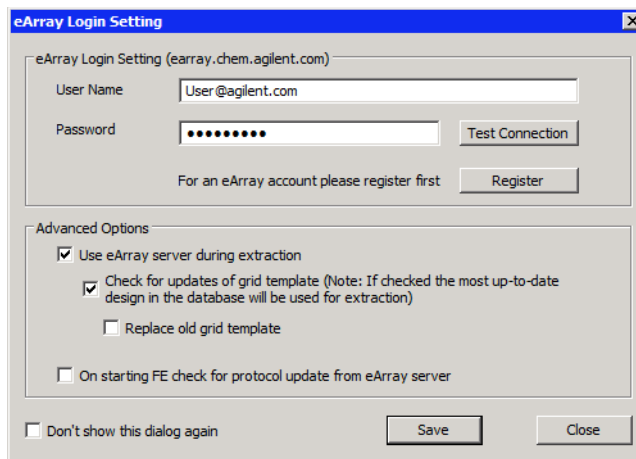 eArray Login Setting
eArray Login Setting (earray.chem.agilent.com)
User Name
User@agilent.com
Password
●●●●●●●●●
Test Connection
For an eArray account please register first
Register
Advanced Options
Use eArray server during extraction
Check for updates of grid template (Note: If checked the most up-to-date
design in the database will be used for extraction)
Replace old grid template
On starting FE check for protocol update from eArray server
Don't show this dialog again
Save
Close